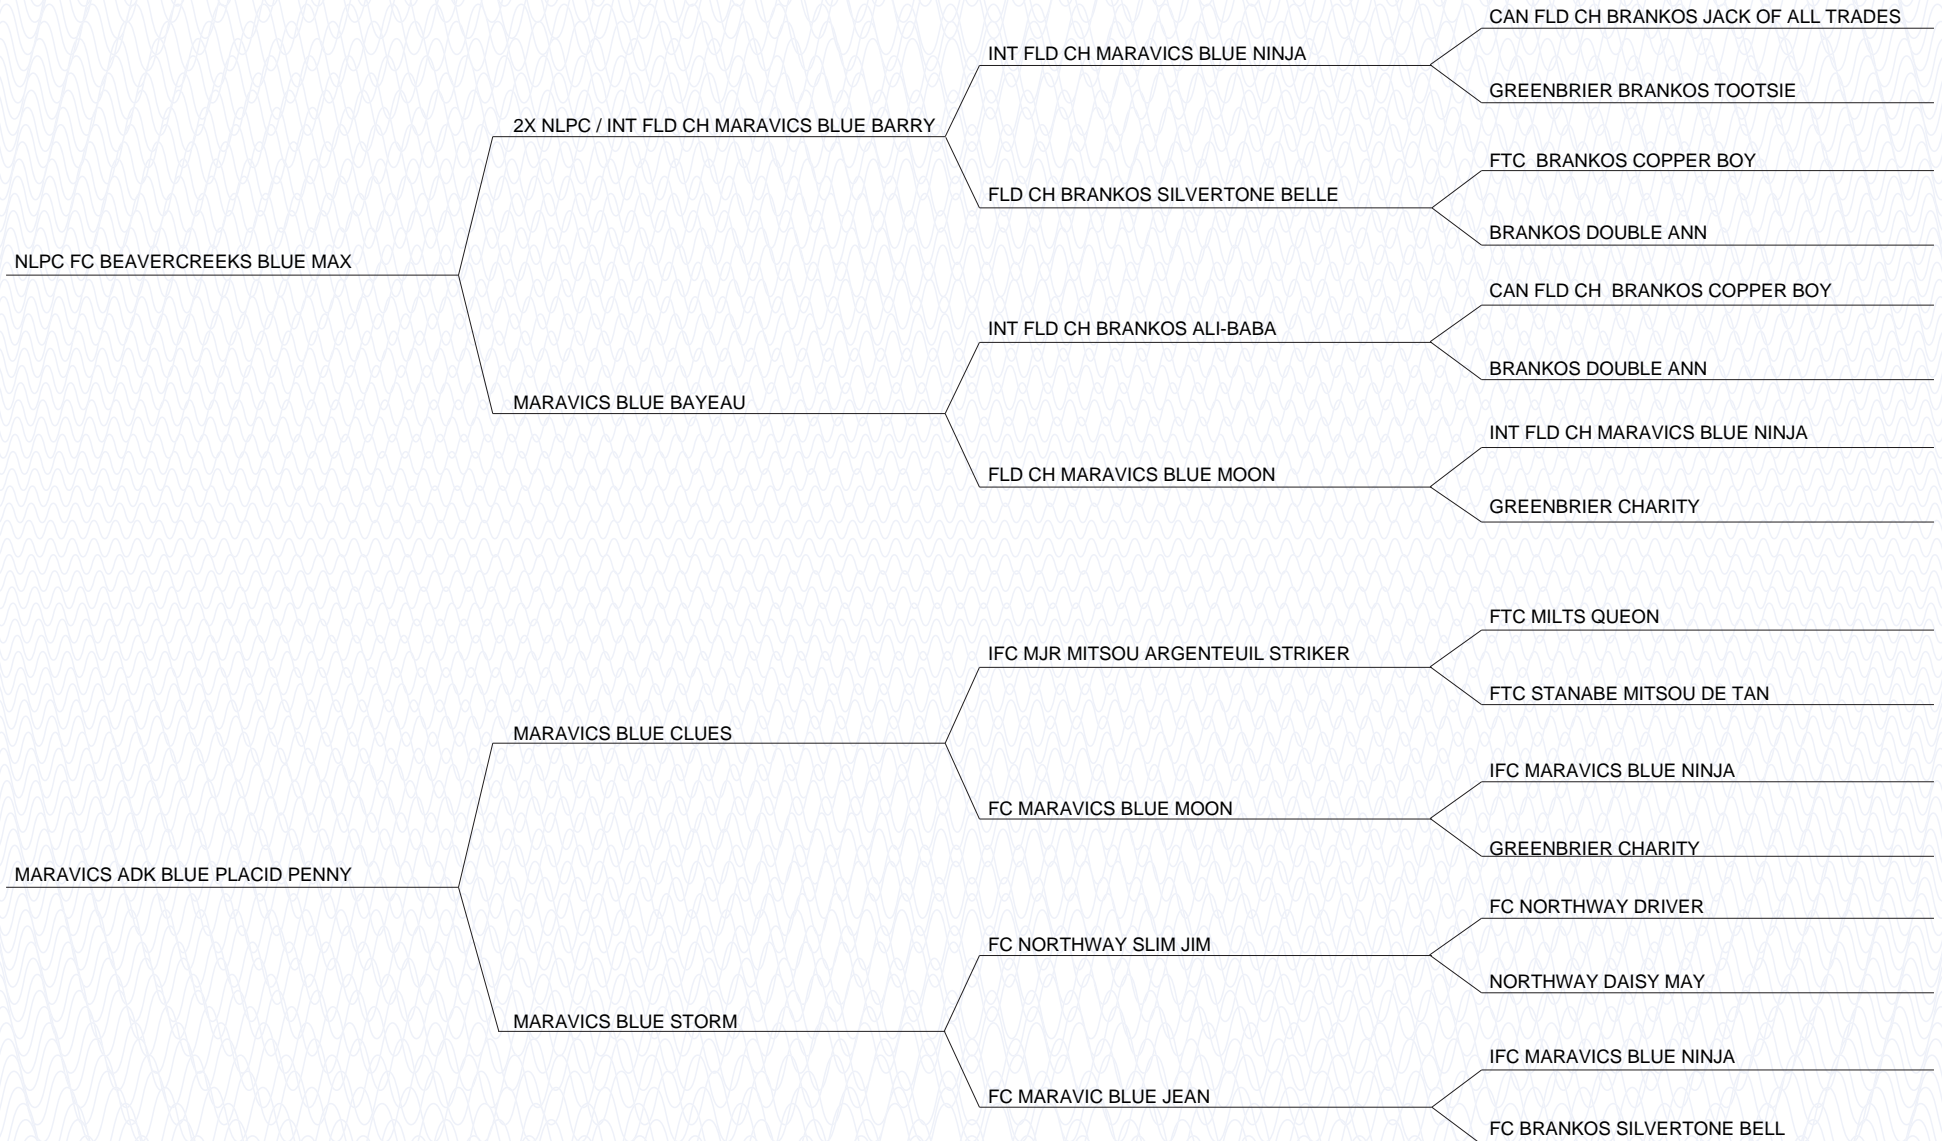 CAN FLD CH BRANKOS JACK OF ALL TRADES
INT FLD CH MARAVICS BLUE NINJA
GREENBRIER BRANKOS TOOTSIE
2X NLPC / INT FLD CH MARAVICS BLUE BARRY
FTC  BRANKOS COPPER BOY
FLD CH BRANKOS SILVERTONE BELLE
BRANKOS DOUBLE ANN
NLPC FC BEAVERCREEKS BLUE MAX
CAN FLD CH  BRANKOS COPPER BOY
INT FLD CH BRANKOS ALI-BABA
BRANKOS DOUBLE ANN
MARAVICS BLUE BAYEAU
INT FLD CH MARAVICS BLUE NINJA
FLD CH MARAVICS BLUE MOON
GREENBRIER CHARITY
FTC MILTS QUEON
IFC MJR MITSOU ARGENTEUIL STRIKER
FTC STANABE MITSOU DE TAN
MARAVICS BLUE CLUES
IFC MARAVICS BLUE NINJA
FC MARAVICS BLUE MOON
GREENBRIER CHARITY
MARAVICS ADK BLUE PLACID PENNY
FC NORTHWAY DRIVER
FC NORTHWAY SLIM JIM
NORTHWAY DAISY MAY
MARAVICS BLUE STORM
IFC MARAVICS BLUE NINJA
FC MARAVIC BLUE JEAN
FC BRANKOS SILVERTONE BELL